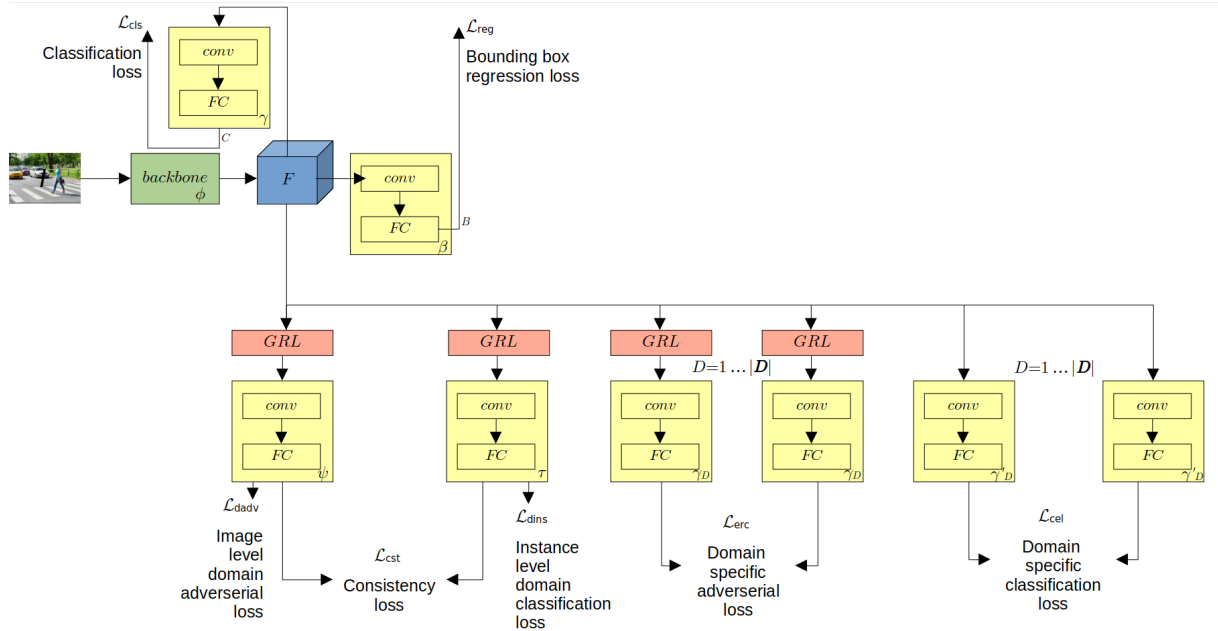 ℒcls
Classification
loss
conv
FC
γ
C
ℒreg
Bounding box
regression loss
backbone
ϕ
F
conv
FC
β
B
GRL
GRL
GRL
GRL
D=1 ... |D|
D=1 ... |D|
conv
FC
ψ
conv
FC
τ
conv
FC
γD
conv
FC
γD
conv
FC
γ'D
conv
FC
γ'D
ℒdadv
Image
level
domain
adverserial
loss
ℒcst
Consistency
loss
ℒdins
Instance
level
domain
classification
loss
ℒerc
Domain
specific
adverserial
loss
ℒcel
Domain
specific
classification
loss